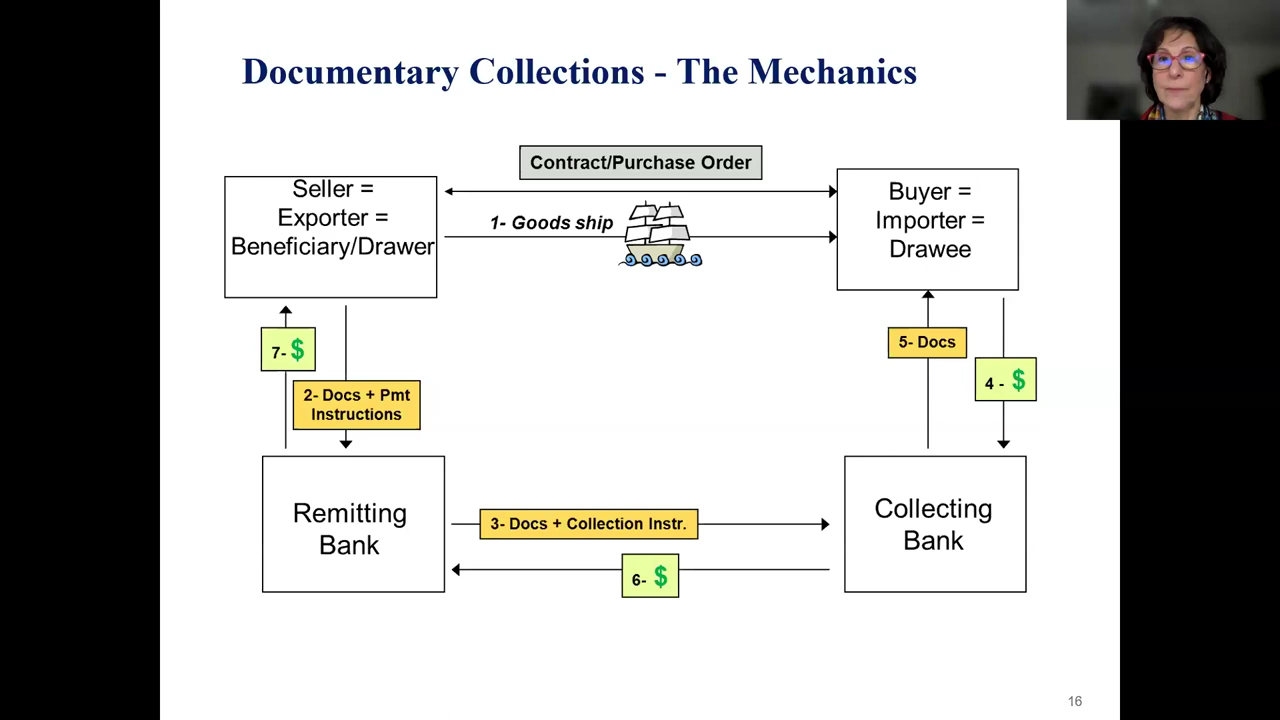 Documentary Collections - The Mechanics
Contract/Purchase Order
Seller =
Exporter =
Beneficiary/Drawer
1- Goods ship
Buyer =
Importer =
Drawee
7- $
2- Docs + Pmt
Instructions
5- Docs
4 - $
Remitting
Bank
3- Docs + Collection Instr.
6- $
Collecting
Bank
16